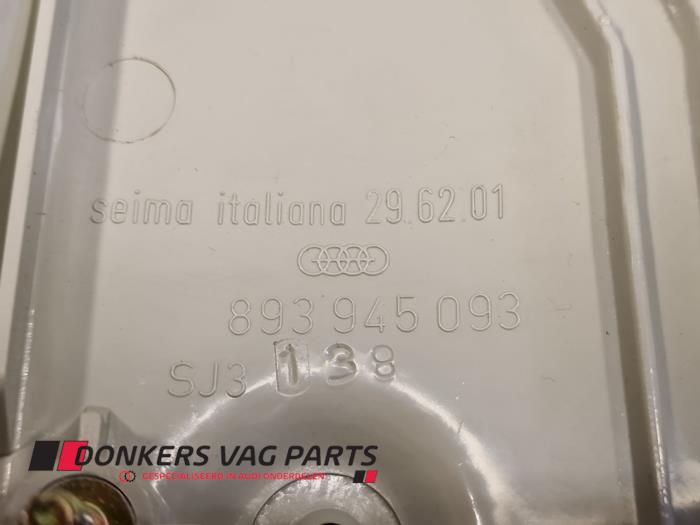 seima italiana 29.62.01
893 945 093
SJ3 138
DONKERS VAG PARTS
GESPECIALISEERD IN AUDI ONDERDELEN